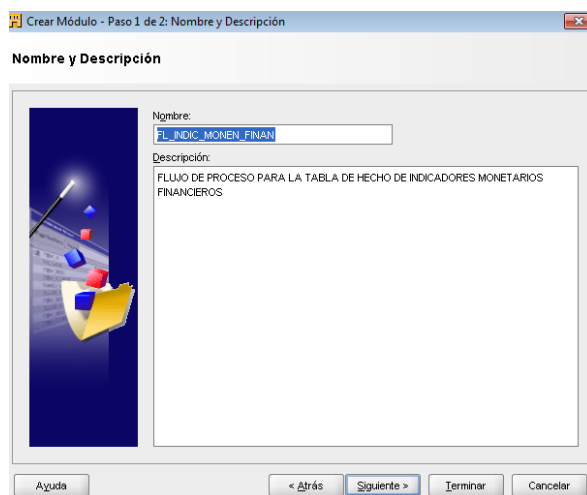 Crear Módulo - Paso 1 de 2: Nombre y Descripción
Nombre y Descripción
Nombre:
FL_INDIC_MONEN_FINAN
Descripción:
FLUJO DE PROCESO PARA LA TABLA DE HECHO DE INDICADORES MONETARIOS
FINANCIEROS
Ayuda
< Atrás
Siguiente >
Terminar
Cancelar